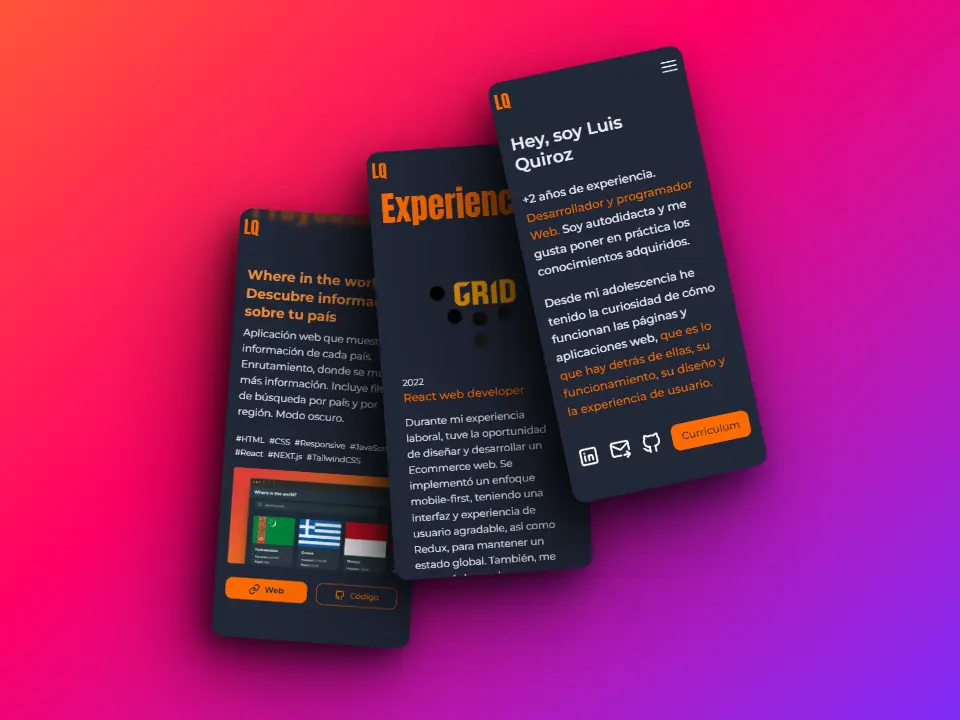 LQ
Where in the
Descubre
sobre tu país
Aplicación web que
información de cada país.
Enrutamiento, donde se
más información. Incluye
de búsqueda por país y por
región. Modo oscuro.
#HTML #CSS #Responsive
#React #NEXT.js #TailwindCSS
Where in the world?
Turkmenistan
Greece
Web
Código
LQ
GRID
2022
React web developer
Durante mi experiencia
laboral, tuve la oportunidad
de diseñar y desarrollar un
Ecommerce web. Se
implementó un enfoque
mobile-first, teniendo una
interfaz y experiencia de
usuario agradable, así como
Redux, para mantener un
estado global. También, me
LQ
Hey, soy Luis
Quiroz
+2 años de experiencia.
Desarrollador y programador
Web. Soy autodidacta y me
gusta poner en práctica los
conocimientos adquiridos.
Desde mi adolescencia he
tenido la curiosidad de cómo
funcionan las páginas y
aplicaciones web, que es lo
que hay detrás de ellas, su
funcionamiento, su diseño y
la experiencia de usuario.
in
Curriculum